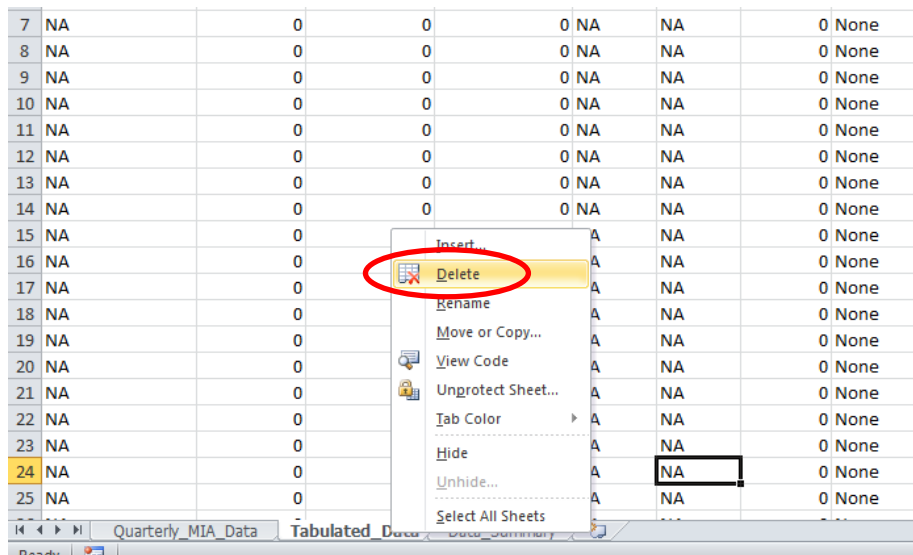 7 NA 0 0 0 NA NA 0 None
8 NA 0 0 0 NA NA 0 None
9 NA 0 0 0 NA NA 0 None
10 NA 0 0 0 NA NA 0 None
11 NA 0 0 0 NA NA 0 None
12 NA 0 0 0 NA NA 0 None
13 NA 0 0 0 NA NA 0 None
14 NA 0 0 0 NA NA 0 None
15 NA 0 A NA 0 None
16 NA 0 A NA 0 None
17 NA 0 A NA 0 None
18 NA 0 A NA 0 None
19 NA 0 A NA 0 None
20 NA 0 A NA 0 None
21 NA 0 A NA 0 None
22 NA 0 A NA 0 None
23 NA 0 A NA 0 None
24 NA 0 A NA 0 None
25 NA 0 A NA 0 None
Insert...
Delete
Rename
Move or Copy...
View Code
Unprotect Sheet...
Tab Color
Hide
Unhide...
Select All Sheets
Quarterly_MIA_Data Tabulated_Data Data_Summary
Ready